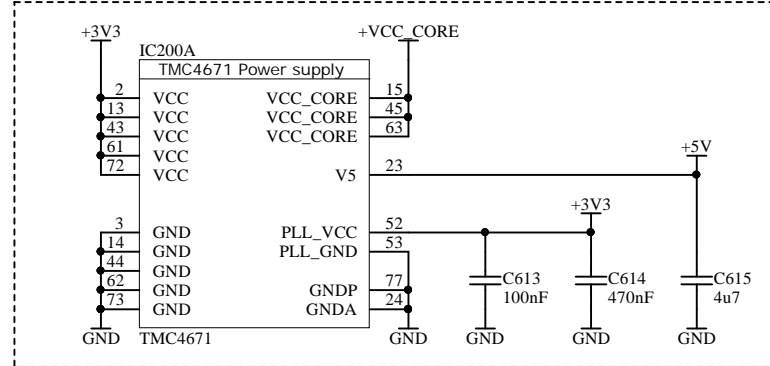 +3V3 +VCC_CORE
IC200A
TMC4671 Power supply
2 VCC VCC_CORE 15
13 VCC VCC_CORE 45
43 VCC VCC_CORE 63
61 VCC
72 VCC V5 23 +5V
+3V3
3 GND PLL_VCC 52
14 GND PLL_GND 53
44 GND
62 GND GNDP 77
73 GND GNDA 24
C613 C614 C615
100nF 470nF 4u7
GND TMC4671 GND GND GND GND